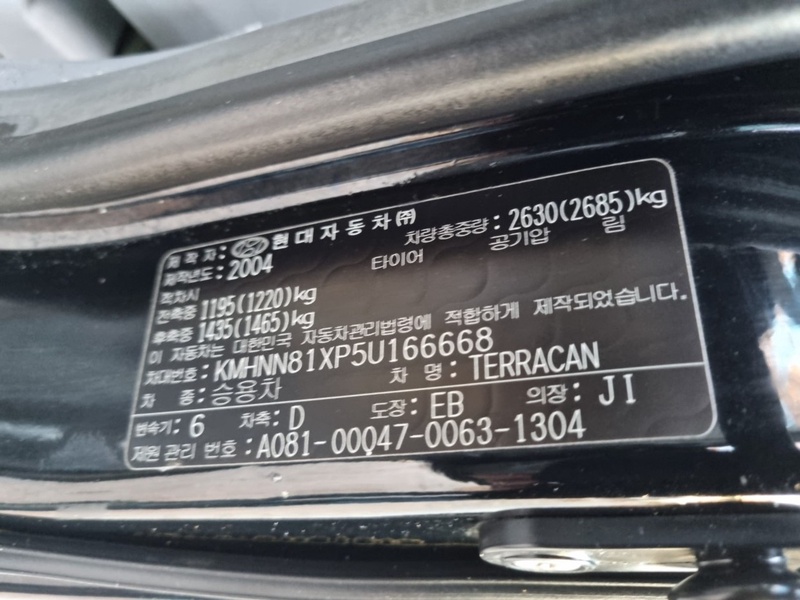 제작자: 현대자동차㈜ 차량총중량: 2630(2685)kg
제작년도: 2004 타이어 공기압 림
적차시
전축중 1195(1220)kg
후축중 1435(1465)kg
이 자동차는 대한민국 자동차관리법령에 적합하게 제작되었습니다.
차대번호: KMHNN81XP5U166668
차 종: 승용차 차 명: TERRACAN
변속기: 6 차축: D 도장: EB 의장: JI
제원 관리 번호: A081-00047-0063-1304